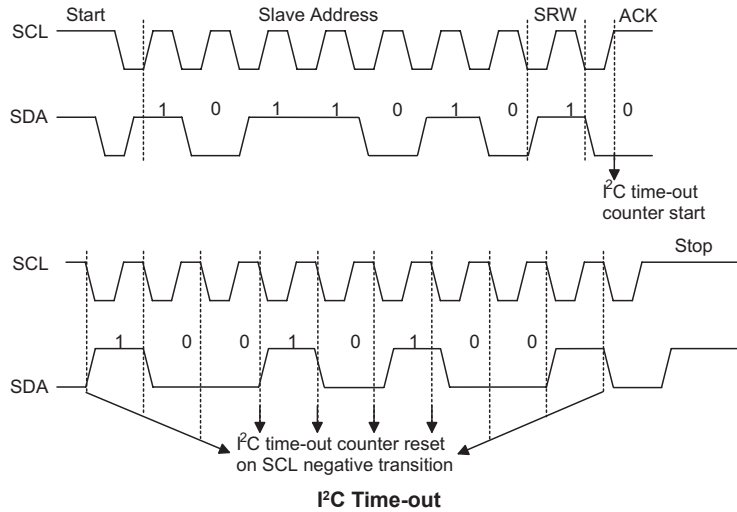 Start Slave Address SRW ACK
SCL
1 0 1 1 0 1 0 1 0
SDA
I²C time-out
counter start
Stop
SCL
1 0 0 1 0 1 0 0
SDA
I²C time-out counter reset
on SCL negative transition
I²C Time-out